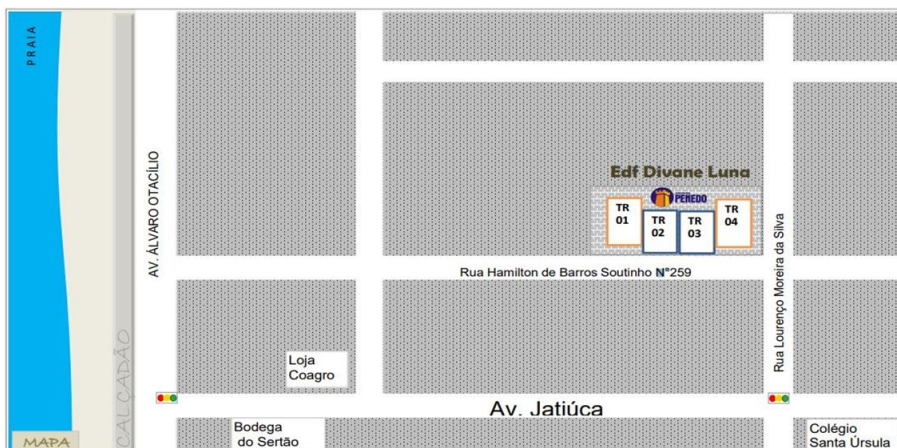 PRAIA
AV. ÁLVARO OTACÍLIO
CALÇADÃO
MAPA
Edf Divane Luna
PENEDO
TR
01
TR
02
TR
03
TR
04
Rua Hamilton de Barros Soutinho N°259
Rua Lourenço Moreira da Silva
Loja
Coagro
Av. Jatiúca
Bodega
do Sertão
Colégio
Santa Úrsula